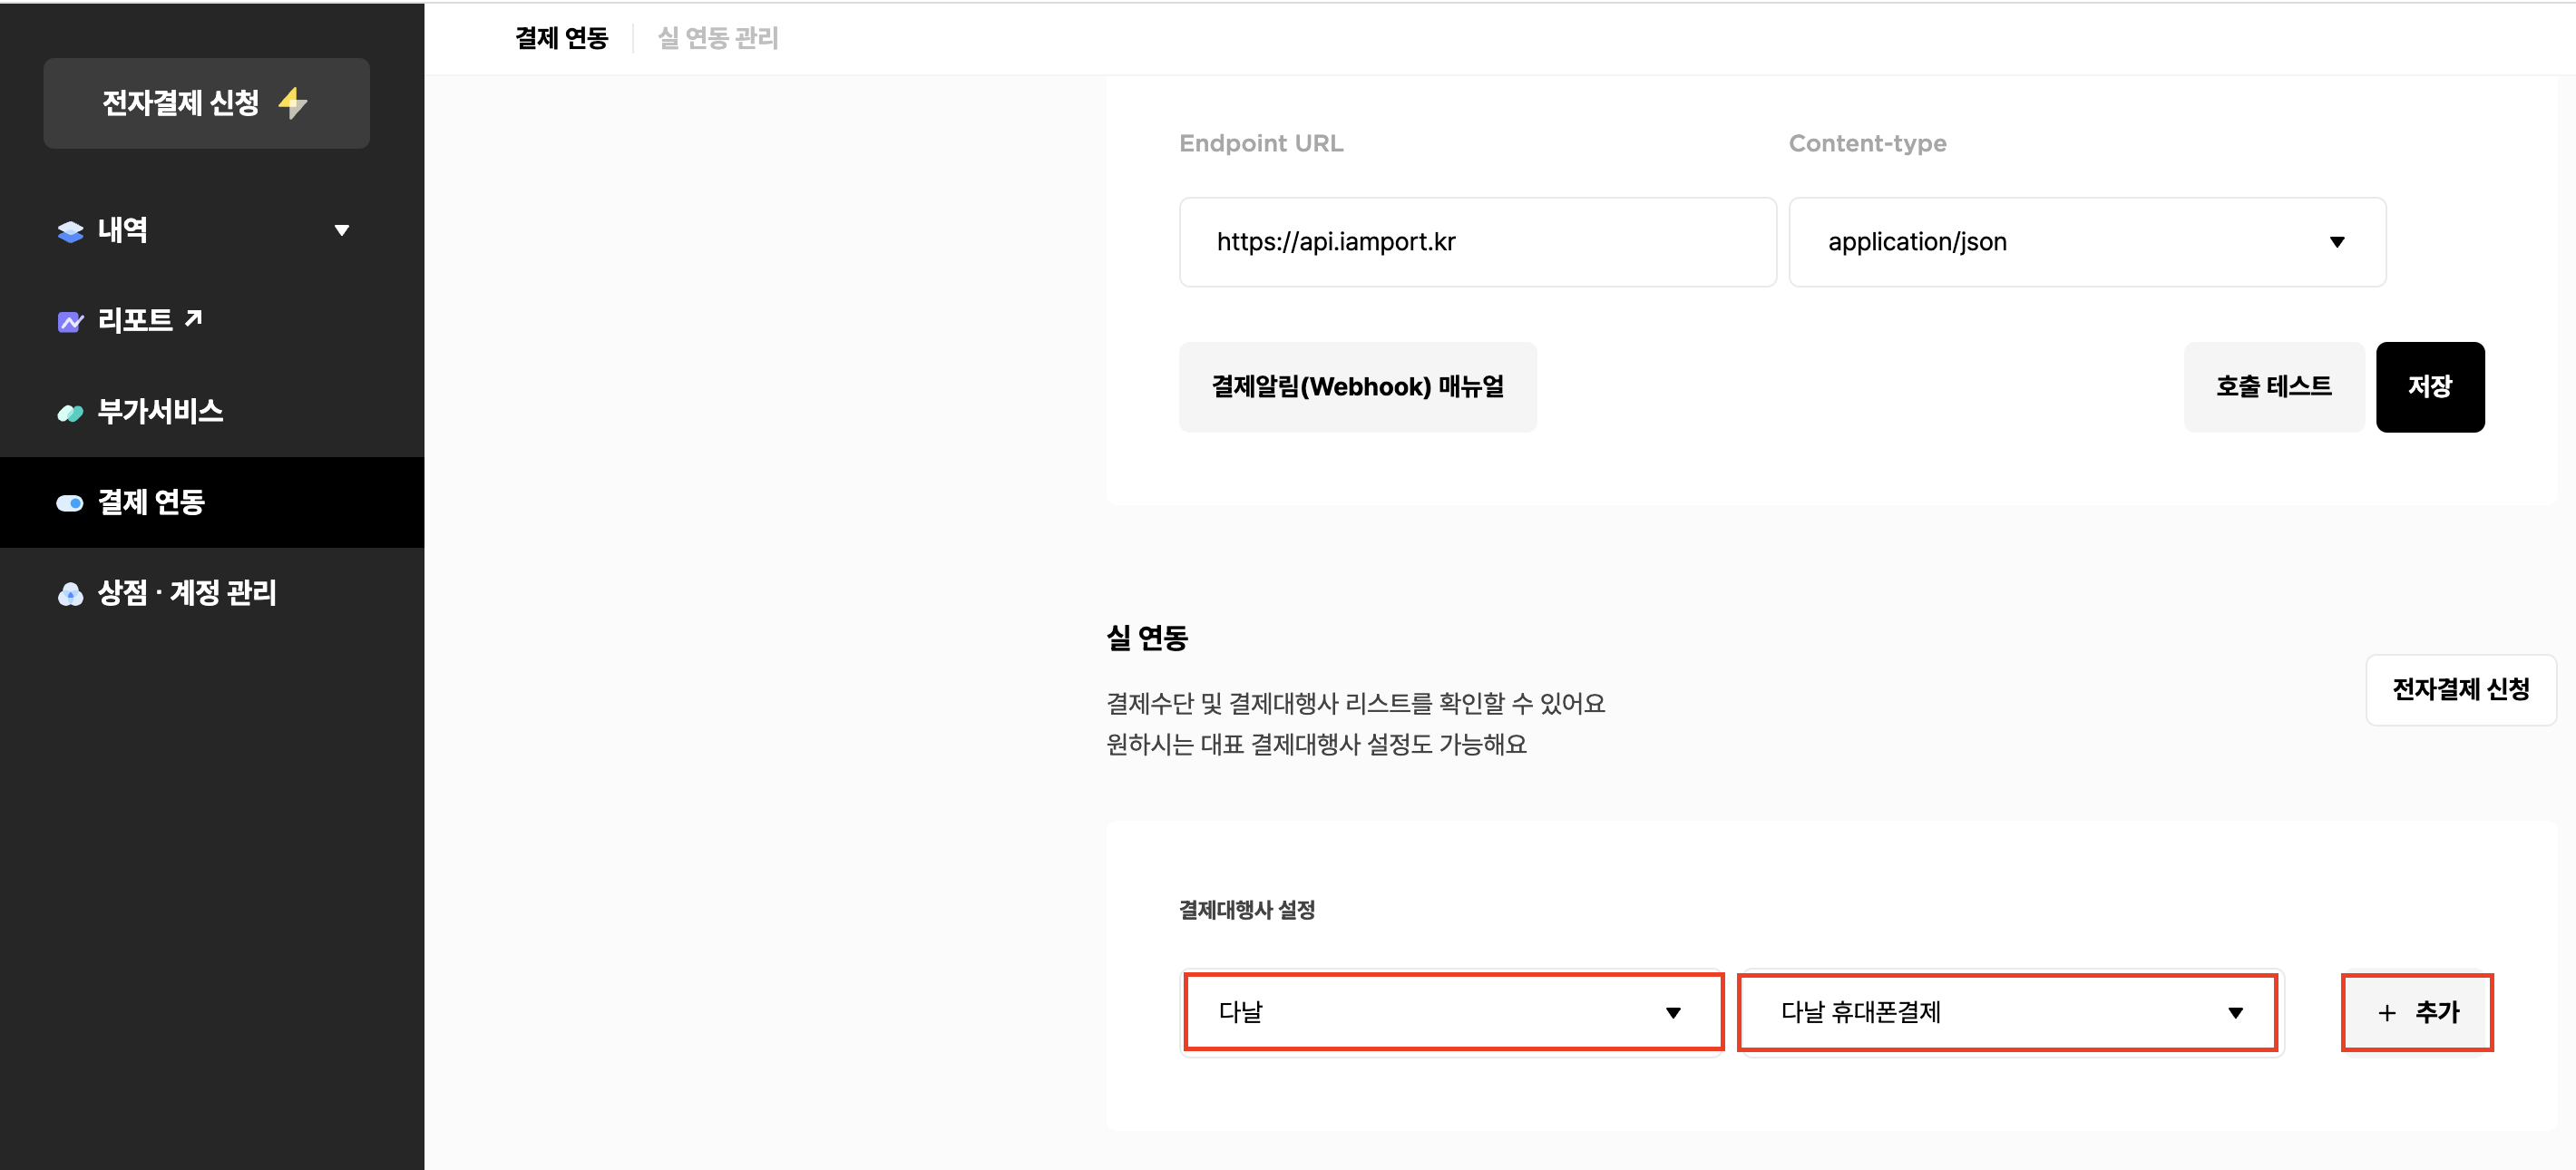 전자결제 신청
내역
리포트
부가서비스
결제 연동
상점 · 계정 관리
결제 연동
실 연동 관리
Endpoint URL
Content-type
https://api.iamport.kr
application/json
결제알림(Webhook) 매뉴얼
호출 테스트
저장
실 연동
결제수단 및 결제대행사 리스트를 확인할 수 있어요
원하시는 대표 결제대행사 설정도 가능해요
전자결제 신청
결제대행사 설정
다날
다날 휴대폰결제
+ 추가